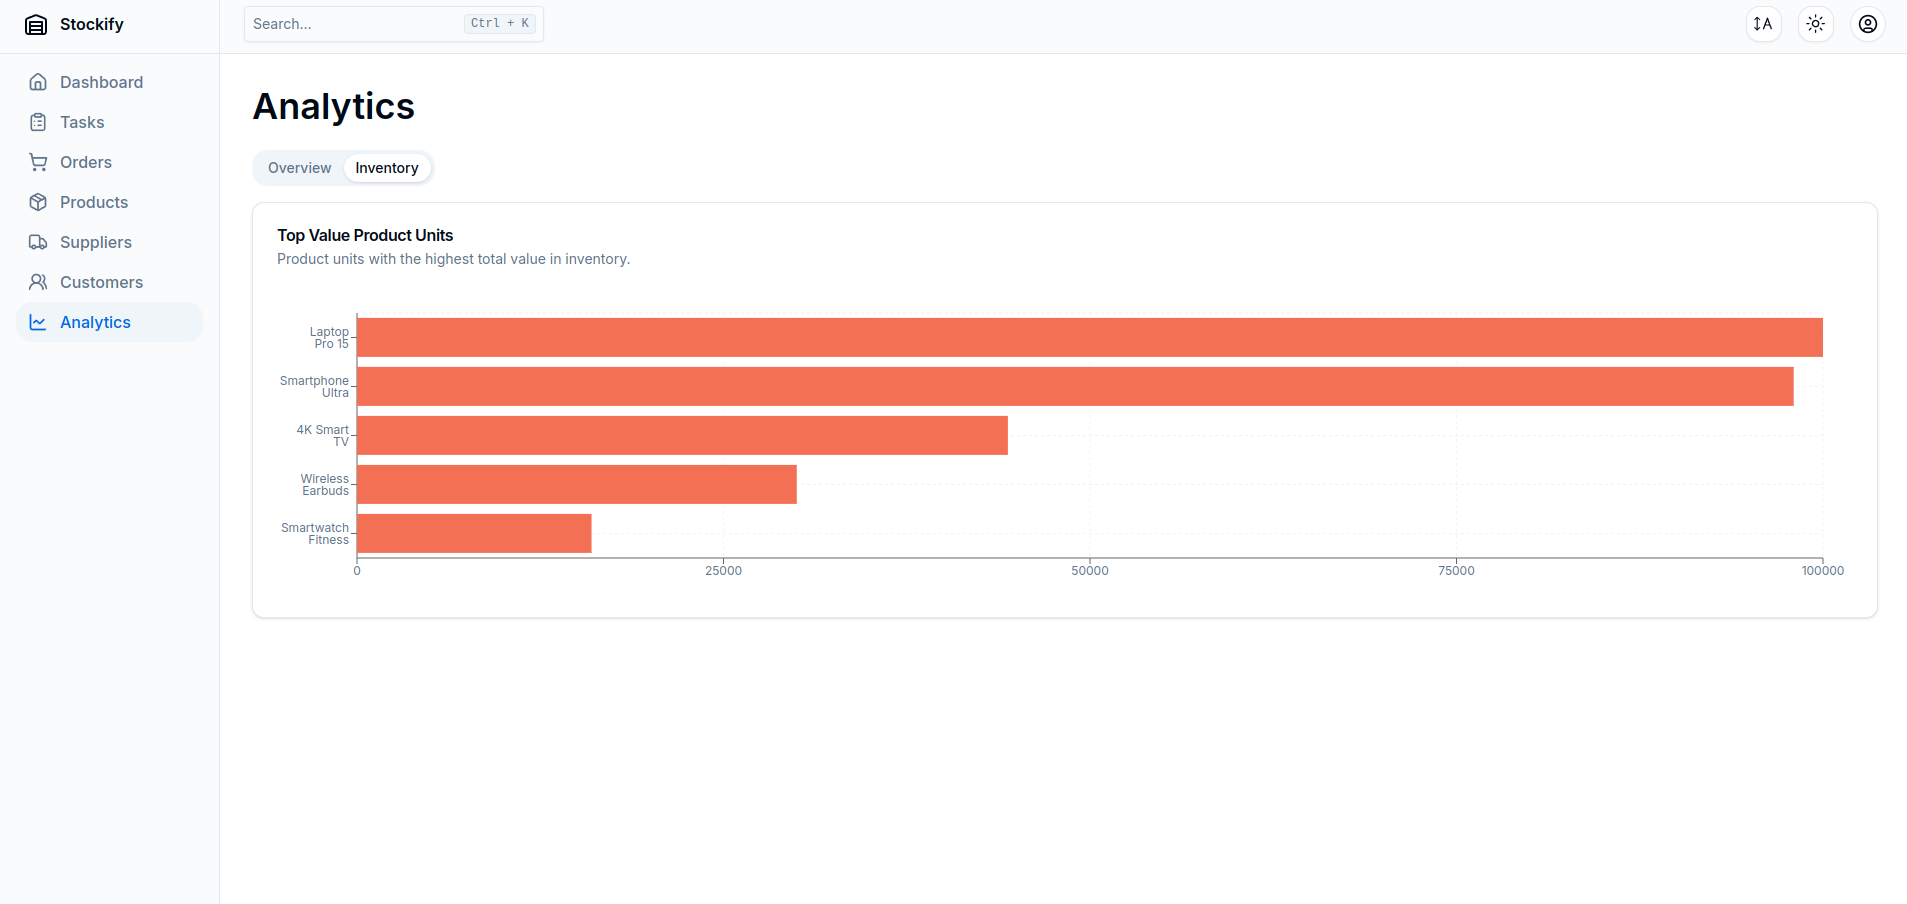 Stockify
Search...
Ctrl + K
A
Dashboard
Tasks
Orders
Products
Suppliers
Customers
Analytics
Analytics
Overview
Inventory
Top Value Product Units
Product units with the highest total value in inventory.
Laptop
Pro 15
Smartphone
Ultra
4K Smart
TV
Wireless
Earbuds
Smartwatch
Fitness
0
25000
50000
75000
100000